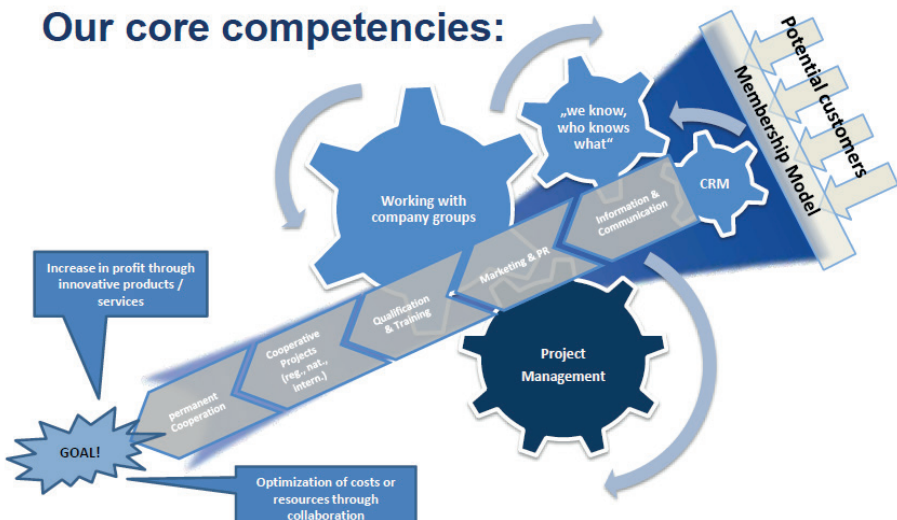 Our core competencies:
Potential customers
Membership Model
„we know,
who knows
what“
CRM
Working with
company groups
Information &
Communication
Marketing & PR
Qualification
& Training
Cooperative
Projects
(reg., nat.,
intern.)
permanent
Cooperation
Project
Management
Increase in profit through
innovative products /
services
GOAL!
Optimization of costs or
resources through
collaboration